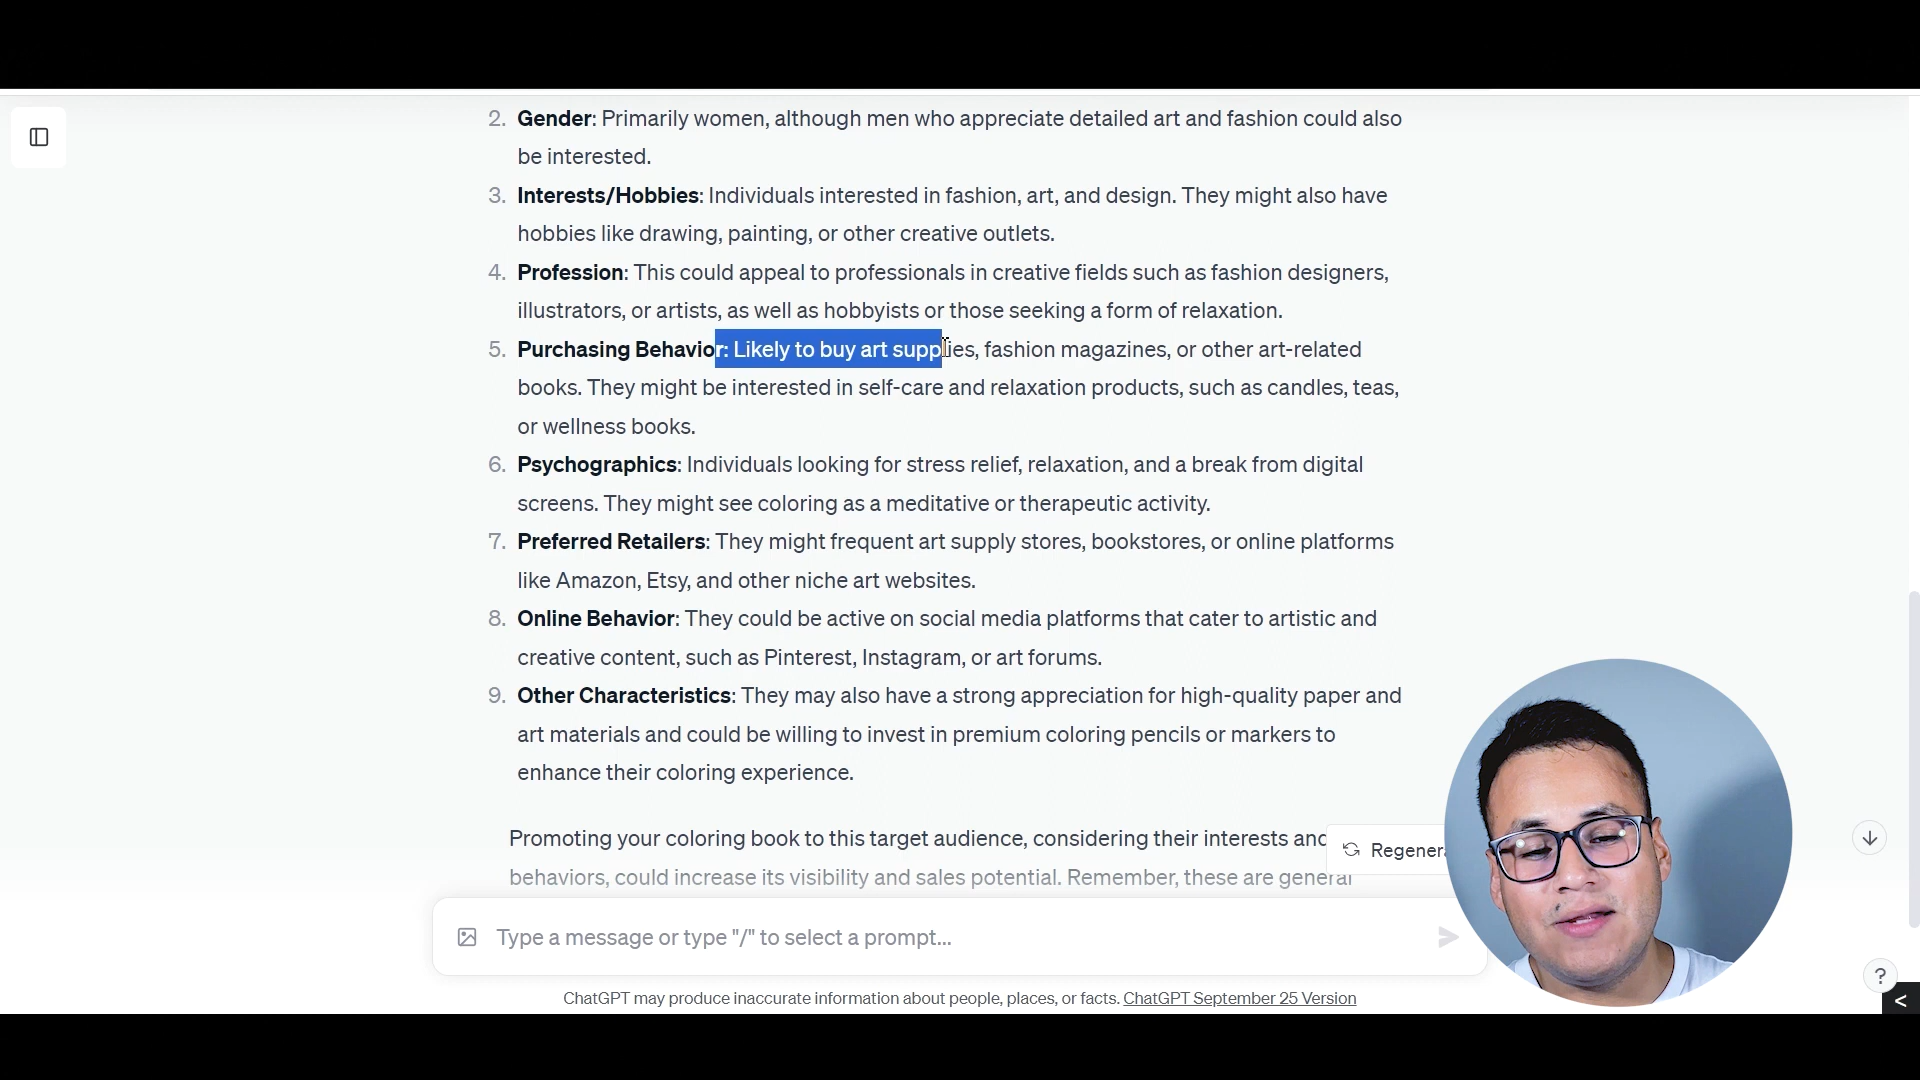 2. Gender: Primarily women, although men who appreciate detailed art and fashion could also
be interested.
3. Interests/Hobbies: Individuals interested in fashion, art, and design. They might also have
hobbies like drawing, painting, or other creative outlets.
4. Profession: This could appeal to professionals in creative fields such as fashion designers,
illustrators, or artists, as well as hobbyists or those seeking a form of relaxation.
5. Purchasing Behavior: Likely to buy art supplies, fashion magazines, or other art-related
books. They might be interested in self-care and relaxation products, such as candles, teas,
or wellness books.
6. Psychographics: Individuals looking for stress relief, relaxation, and a break from digital
screens. They might see coloring as a meditative or therapeutic activity.
7. Preferred Retailers: They might frequent art supply stores, bookstores, or online platforms
like Amazon, Etsy, and other niche art websites.
8. Online Behavior: They could be active on social media platforms that cater to artistic and
creative content, such as Pinterest, Instagram, or art forums.
9. Other Characteristics: They may also have a strong appreciation for high-quality paper and
art materials and could be willing to invest in premium coloring pencils or markers to
enhance their coloring experience.
Promoting your coloring book to this target audience, considering their interests and
Regenera
behaviors, could increase its visibility and sales potential. Remember, these are general
Type a message or type "/" to select a prompt...
?
ChatGPT may produce inaccurate information about people, places, or facts. ChatGPT September 25 Version
<